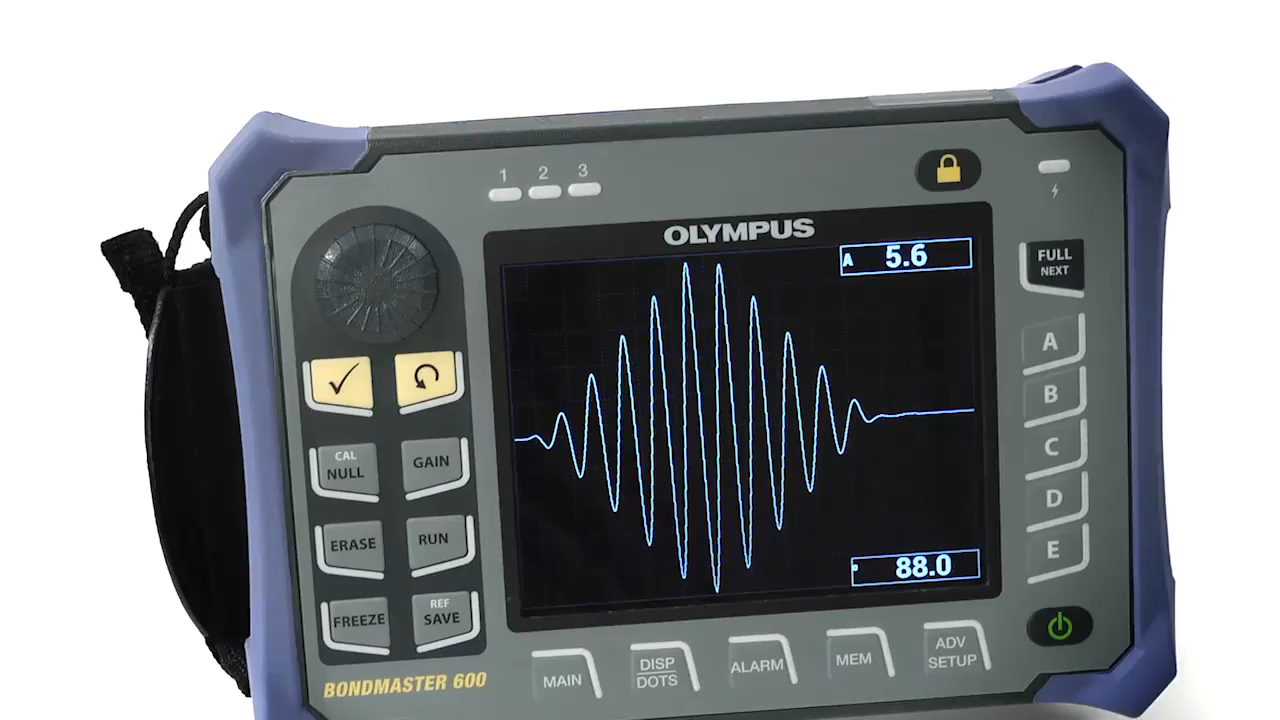 1 2 3
OLYMPUS
A 5.6
FULL
NEXT
A
B
C
D
E
CAL
NULL
GAIN
ERASE
RUN
FREEZE
REF
SAVE
88.0
BONDMASTER 600
MAIN
DISP
DOTS
ALARM
MEM
ADV
SETUP